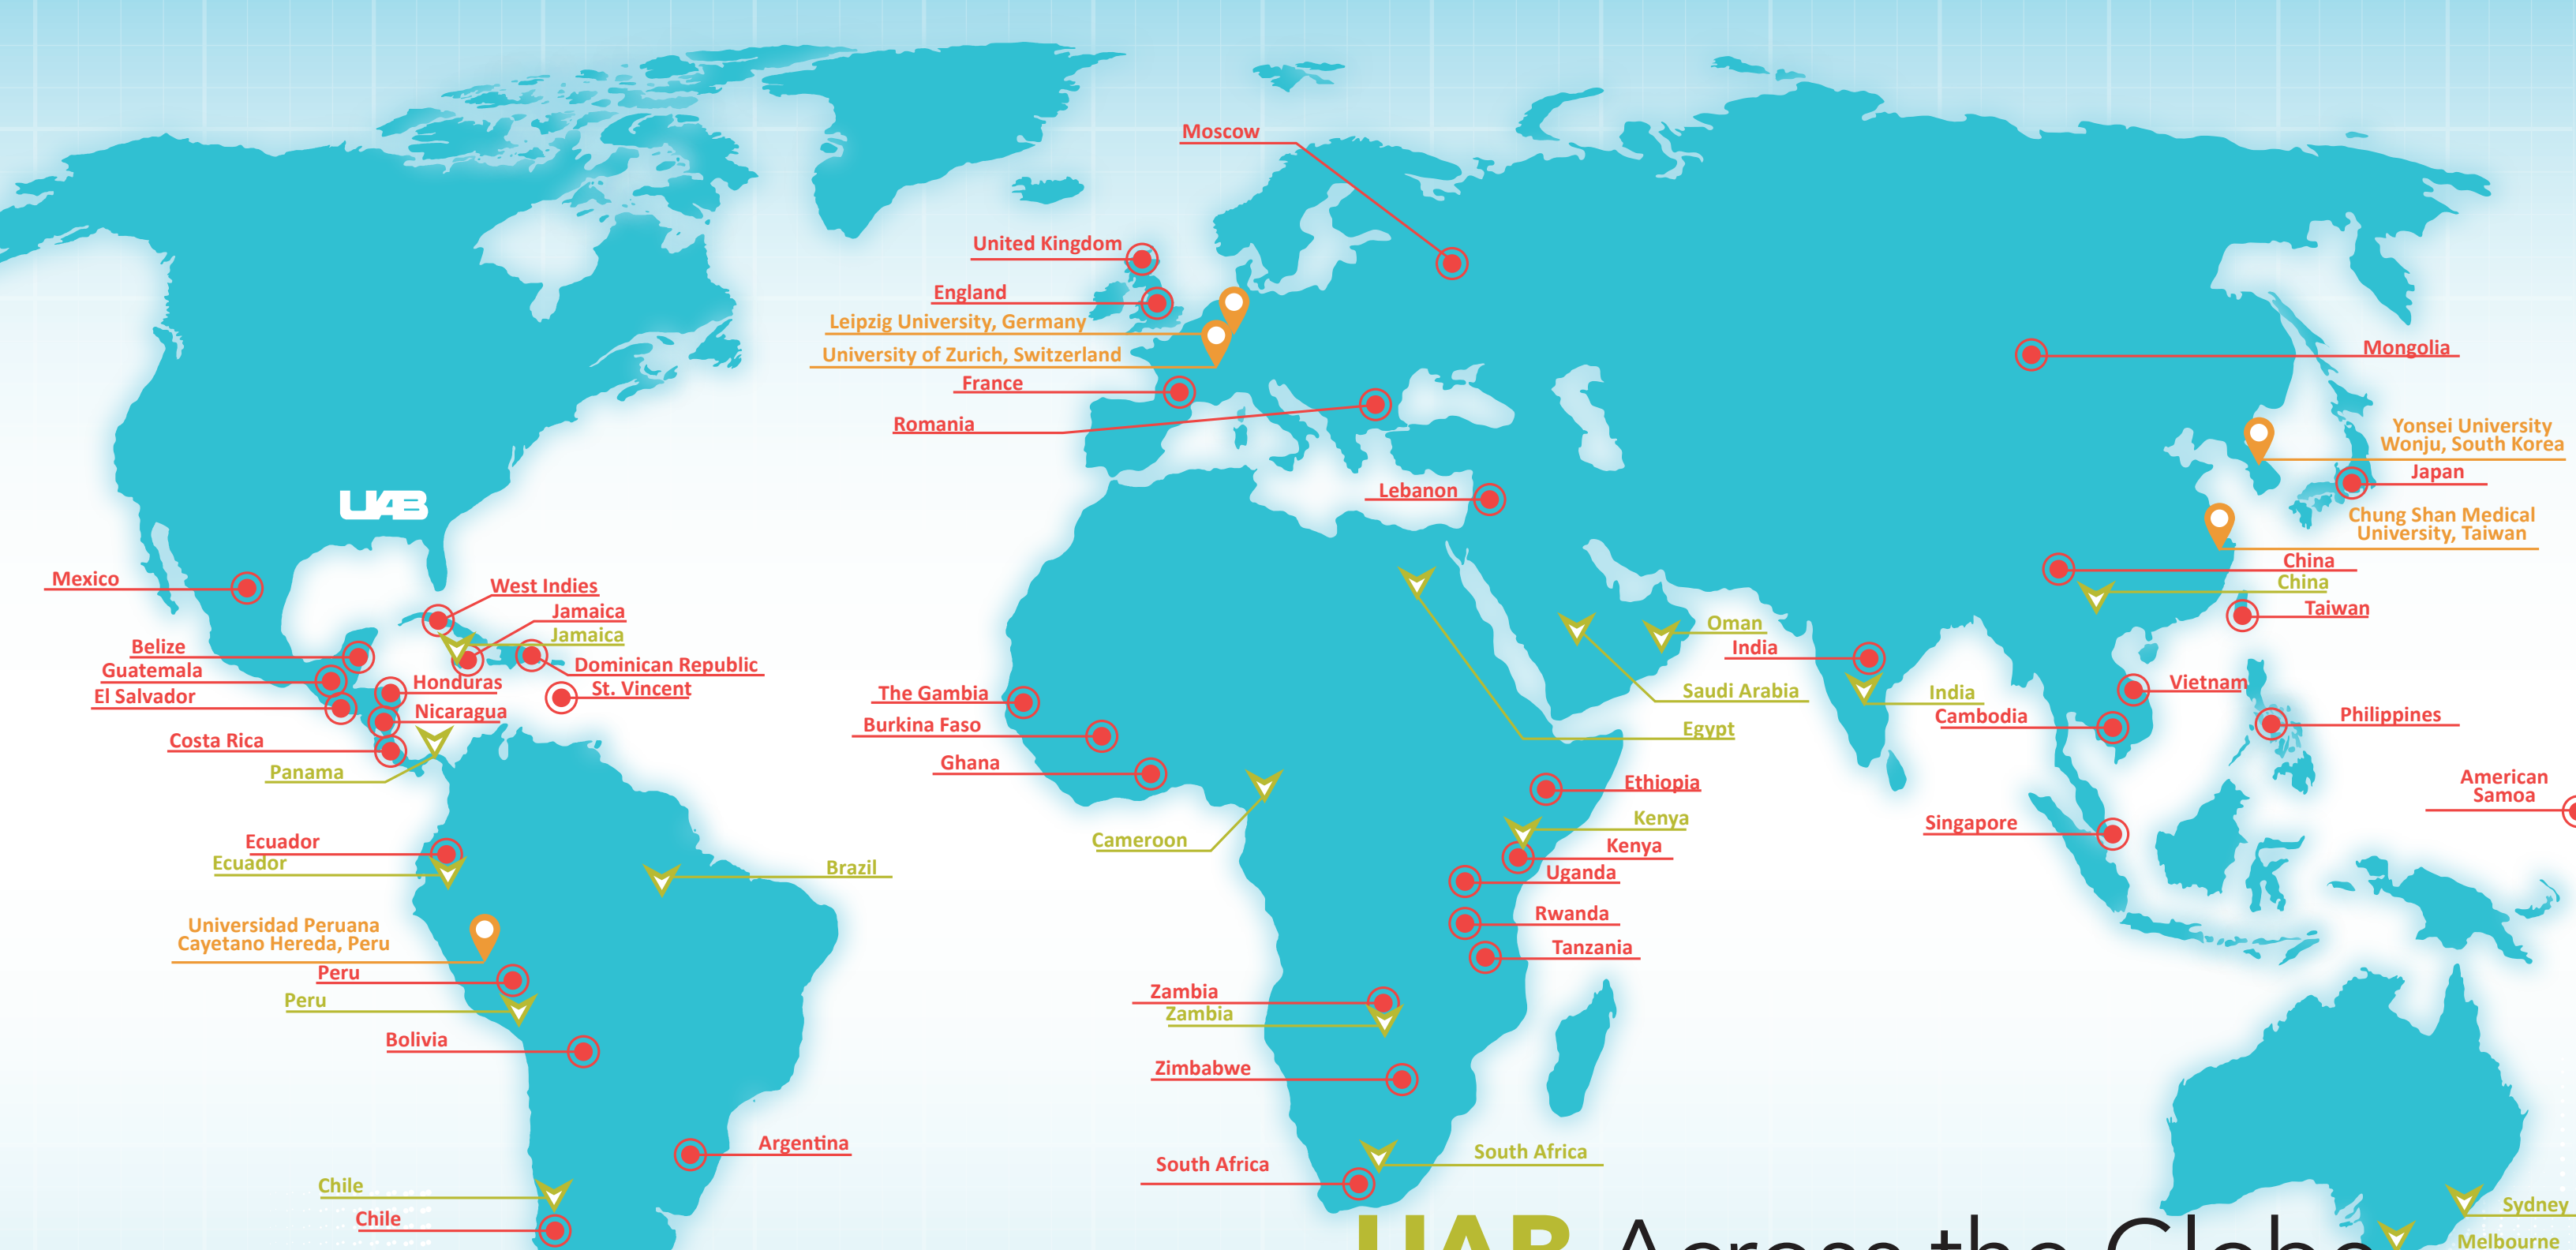 Moscow
United Kingdom
England
Leipzig University, Germany
University of Zurich, Switzerland
France
Romania
Lebanon
Mongolia
Yonsei University
Wonju, South Korea
Japan
Chung Shan Medical
University, Taiwan
China
China
Taiwan
UAB
Mexico
West Indies
Jamaica
Jamaica
Belize
Guatemala
El Salvador
Dominican Republic
St. Vincent
Honduras
Nicaragua
Costa Rica
Panama
The Gambia
Burkina Faso
Ghana
Cameroon
Oman
India
Saudi Arabia
Egypt
India
Vietnam
Cambodia
Philippines
American
Samoa
Singapore
Ethiopia
Kenya
Kenya
Uganda
Rwanda
Tanzania
Ecuador
Ecuador
Brazil
Universidad Peruana
Cayetano Hereda, Peru
Peru
Peru
Bolivia
Zambia
Zambia
Zimbabwe
Argentina
South Africa
South Africa
Chile
Chile
Sydney
Melbourne
UAB Across the Globe